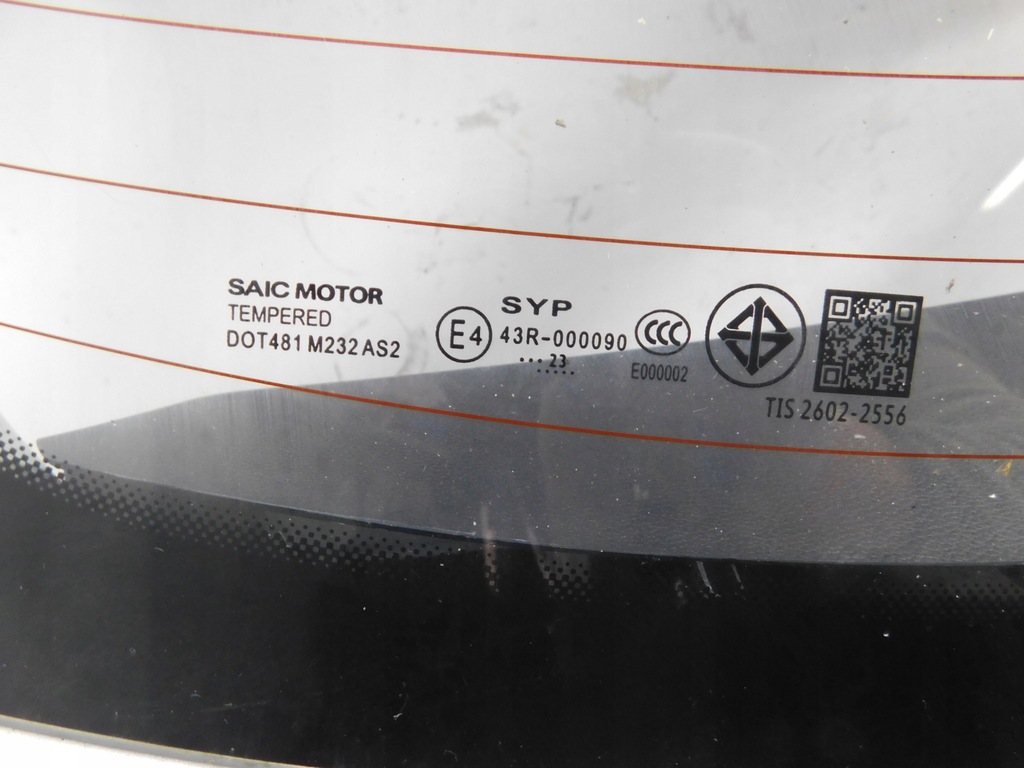 SAIC MOTOR
TEMPERED
DOT481 M232 AS2
E4
SYP
43R-000090
...23.....
CCC
E000002
TIS 2602-2556